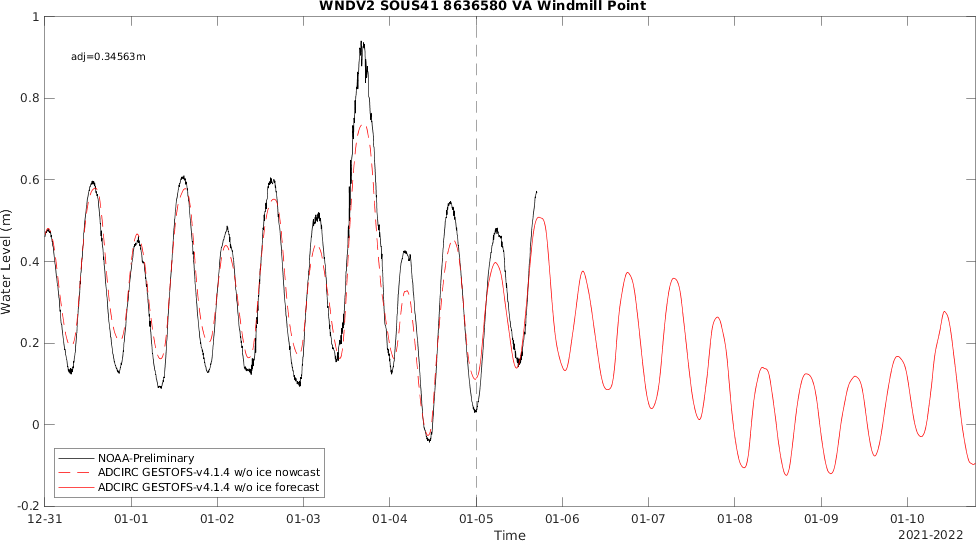 WNDV2 SOUS41 8636580 VA Windmill Point
adj=0.34563m
1
0.8
0.6
0.4
0.2
0
-0.2
Water Level (m)
NOAA-Preliminary
ADCIRC GESTOFS-v4.1.4 w/o ice nowcast
ADCIRC GESTOFS-v4.1.4 w/o ice forecast
12-31 01-01 01-02 01-03 01-04 01-05 01-06 01-07 01-08 01-09 01-10
Time
2021-2022